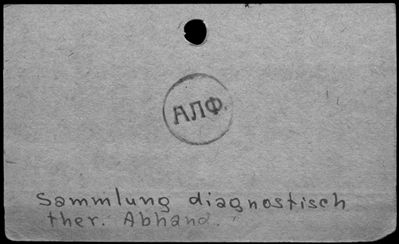 АЛФ.
Sammlung diagnostisch
ther. Abhand.